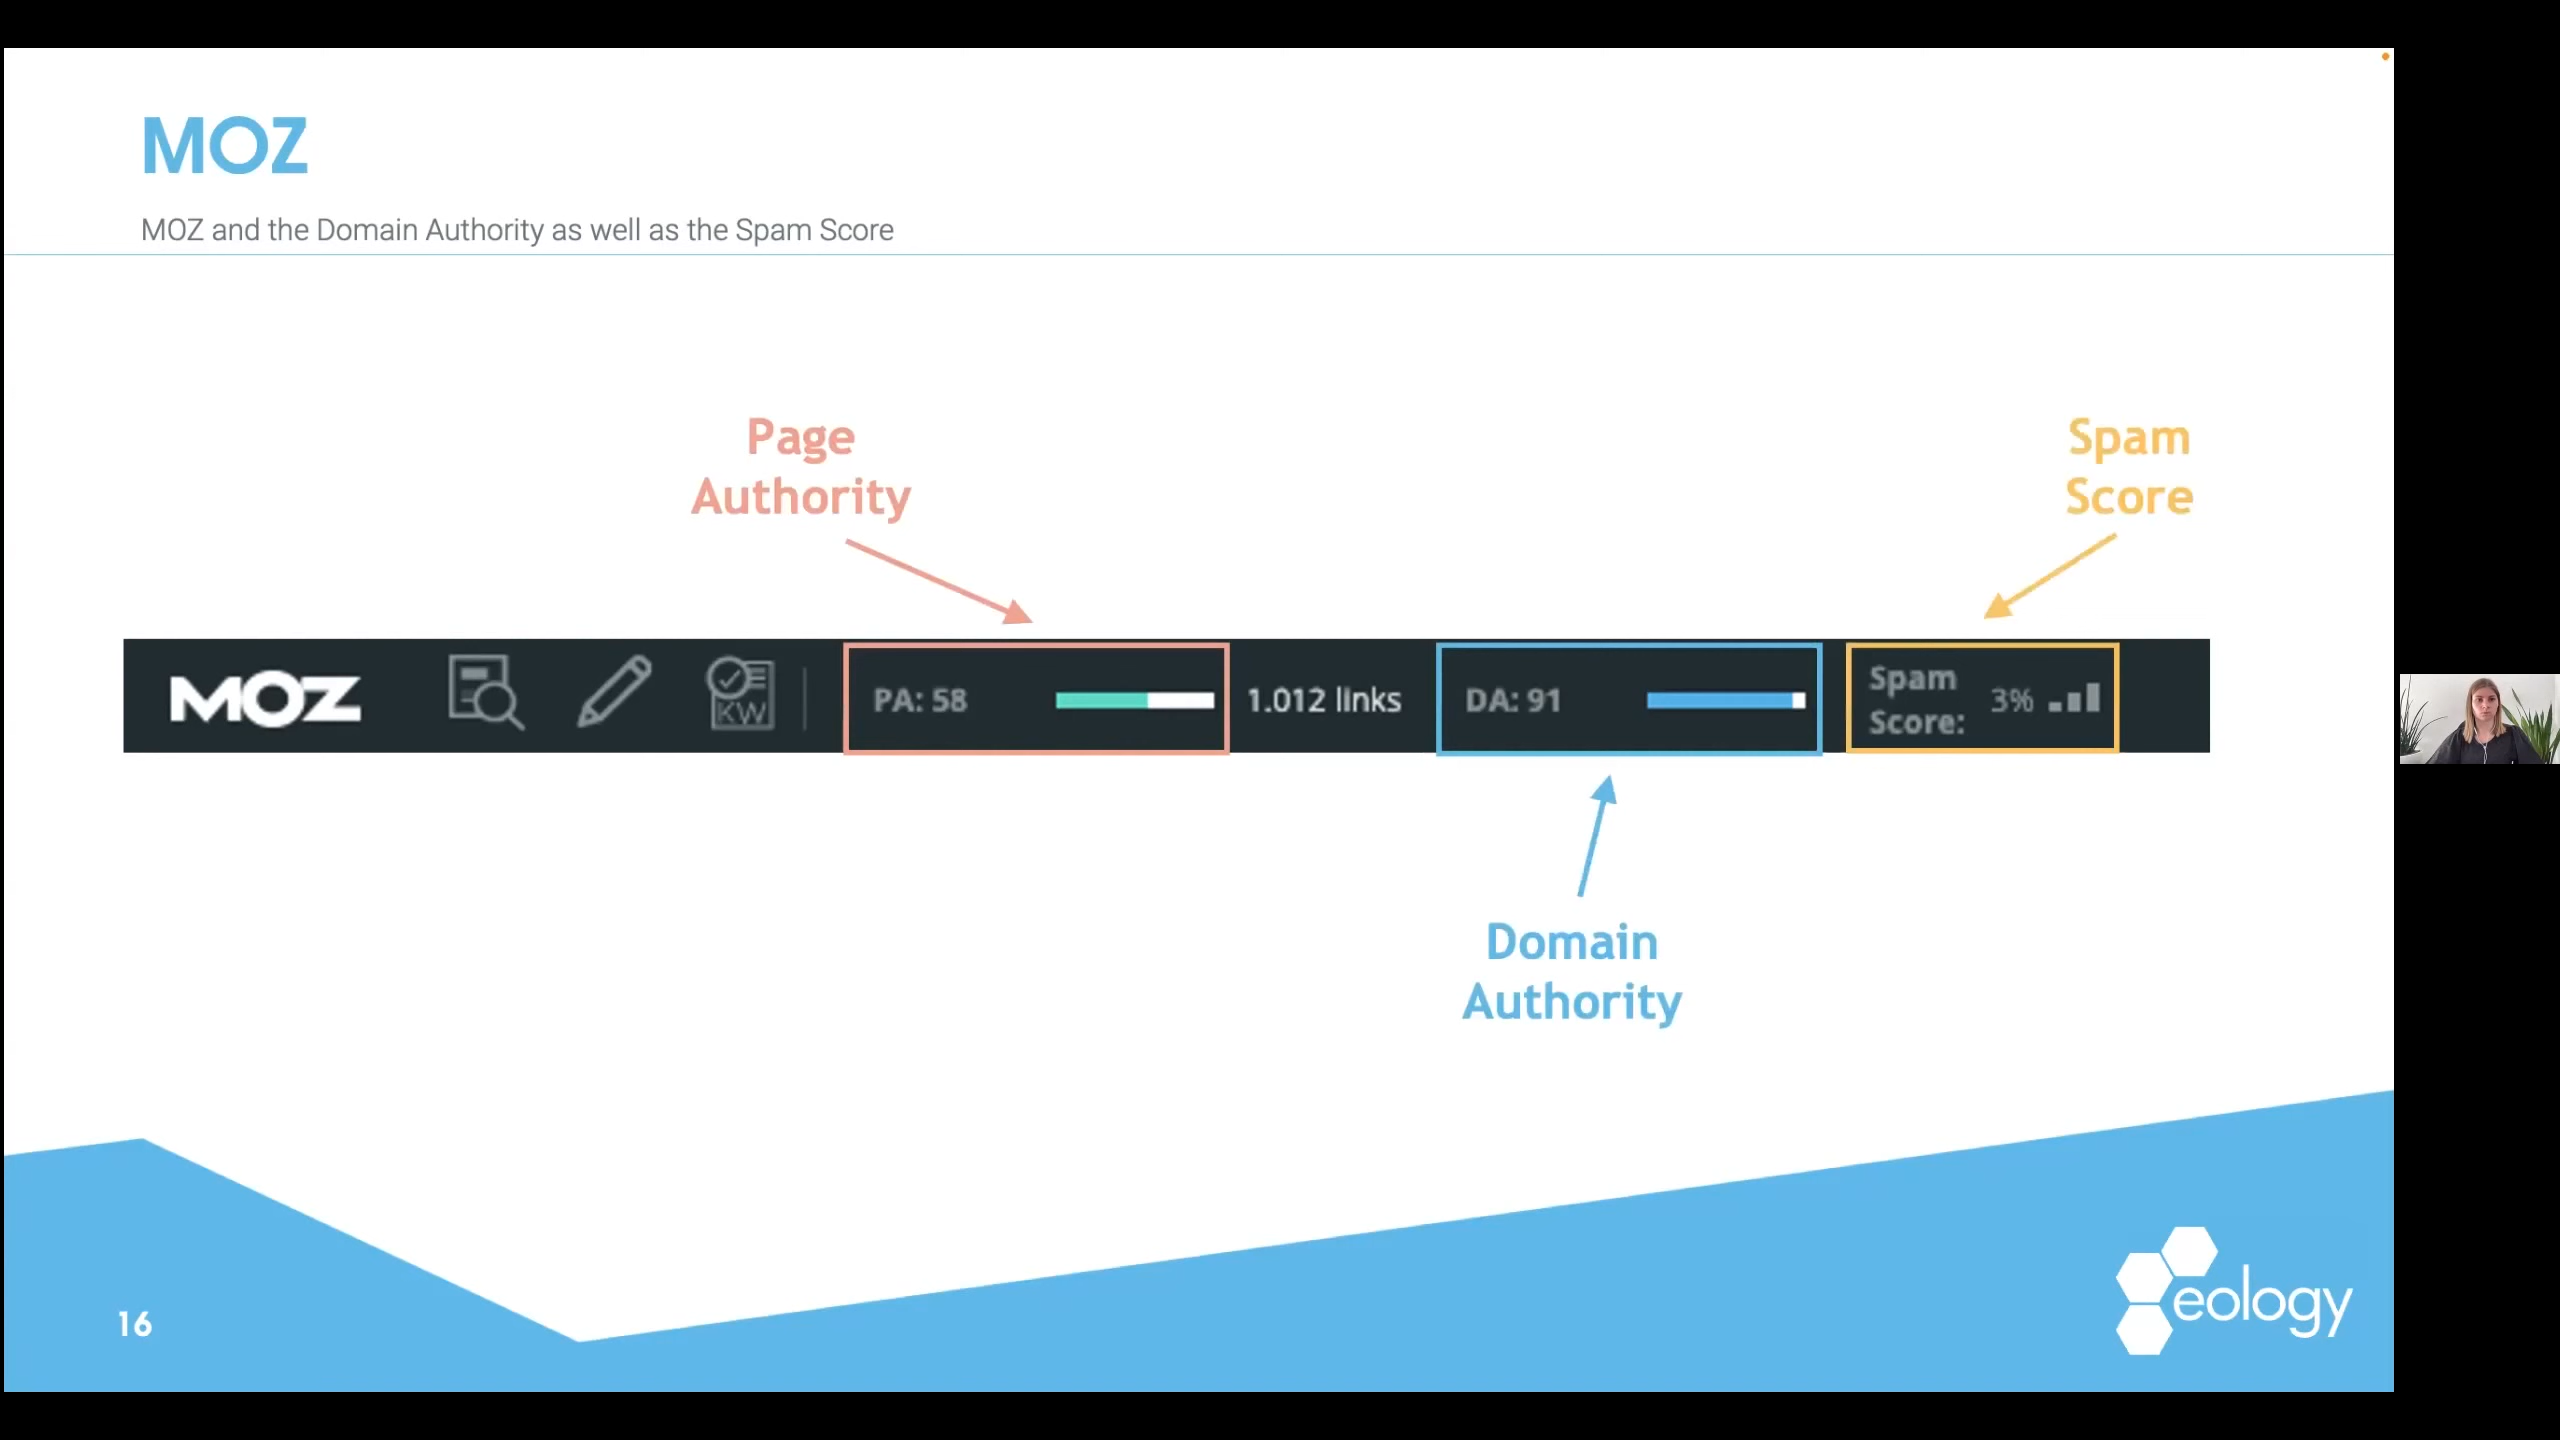 MOZ
MOZ and the Domain Authority as well as the Spam Score
Page
Authority
Spam
Score
MOZ
KW
PA: 58
1.012 links
DA: 91
Spam
Score:
3%
Domain
Authority
16
eology